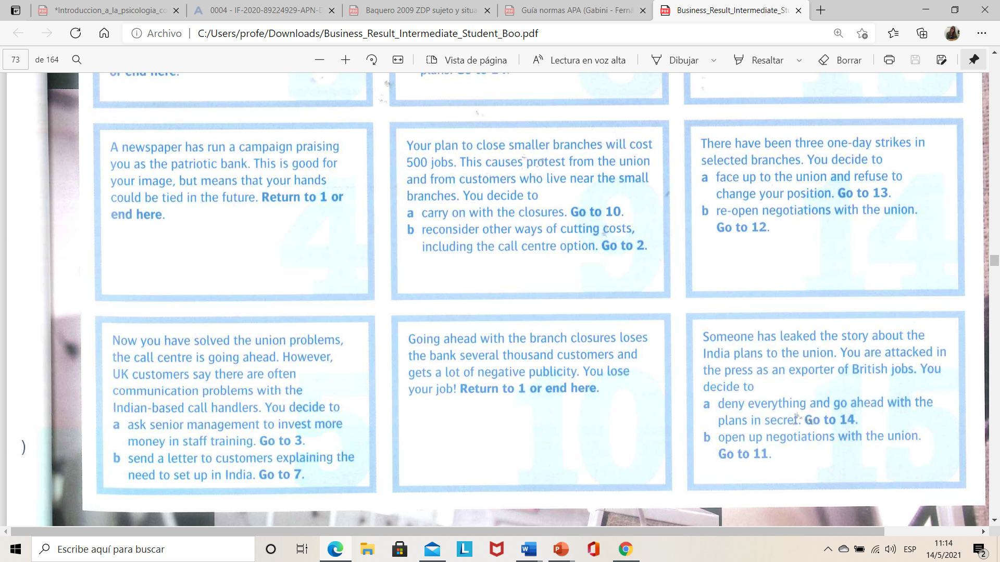 *Introduccion_a_la_psicologia_co
0004 - IF-2020-89224929-APN-D
Baquero 2009 ZDP sujeto y situa
Guía normas APA (Gabini - Ferná
Business_Result_Intermediate_Stu
Archivo
C:/Users/profe/Downloads/Business_Result_Intermediate_Student_Boo.pdf
73
de 164
Vista de página
Lectura en voz alta
Dibujar
Resaltar
Borrar
or end here.
A newspaper has run a campaign praising
you as the patriotic bank. This is good for
your image, but means that your hands
could be tied in the future. Return to 1 or
end here.
4
Your plan to close smaller branches will cost
500 jobs. This causes protest from the union
and from customers who live near the small
branches. You decide to
a carry on with the closures. Go to 10.
b reconsider other ways of cutting costs,
including the call centre option. Go to 2.
9
There have been three one-day strikes in
selected branches. You decide to
a face up to the union and refuse to
change your position. Go to 13.
b re-open negotiations with the union.
Go to 12.
14
Now you have solved the union problems,
the call centre is going ahead. However,
UK customers say there are often
communication problems with the
Indian-based call handlers. You decide to
a ask senior management to invest more
money in staff training. Go to 3.
b send a letter to customers explaining the
need to set up in India. Go to 7.
5
Going ahead with the branch closures loses
the bank several thousand customers and
gets a lot of negative publicity. You lose
your job! Return to 1 or end here.
10
Someone has leaked the story about the
India plans to the union. You are attacked in
the press as an exporter of British jobs. You
decide to
a deny everything and go ahead with the
plans in secret. Go to 14.
b open up negotiations with the union.
Go to 11.
15
)
Escribe aquí para buscar
ESP
11:14
14/5/2021
2